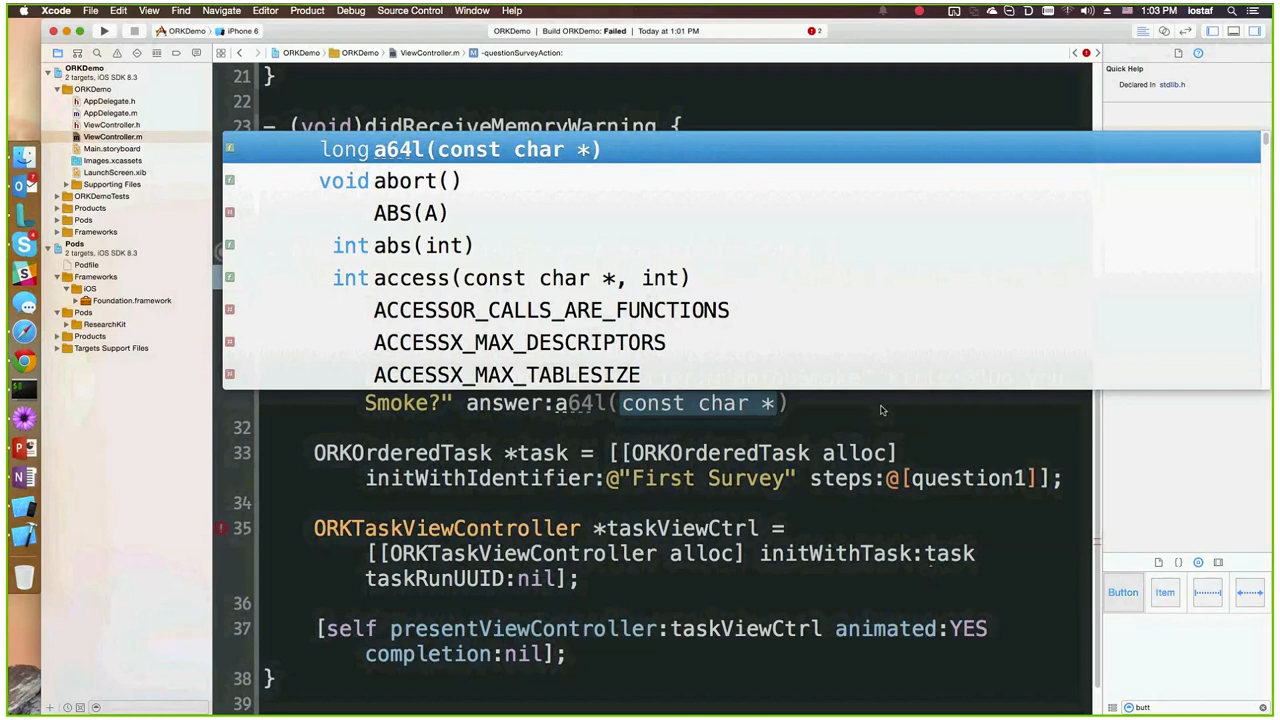 Xcode File Edit View Find Navigate Editor Product Debug Source Control Window Help 1:03 PM iostaf
ORKDemo iPhone 6 ORKDemo | Build ORKDemo: Failed | Today at 1:01 PM 2
ORKDemo ORKDemo ViewController.m -questionSurveyAction:
ORKDemo
2 targets, iOS SDK 8.3
ORKDemo
AppDelegate.h
AppDelegate.m
ViewController.h
ViewController.m
Main.storyboard
Images.xcassets
LaunchScreen.xib
Supporting Files
ORKDemoTests
Products
Pods
Frameworks
Pods
2 targets, iOS SDK 8.3
Podfile
Frameworks
iOS
Foundation.framework
Pods
ResearchKit
Products
Targets Support Files
21 }
22
23 - (void)didReceiveMemoryWarning {
long a64l(const char *)
void abort()
ABS(A)
int abs(int)
int access(const char *, int)
ACCESSOR_CALLS_ARE_FUNCTIONS
ACCESSX_MAX_DESCRIPTORS
ACCESSX_MAX_TABLESIZE
Smoke?" answer:a64l(const char *)
32
33 ORKOrderedTask *task = [[ORKOrderedTask alloc]
initWithIdentifier:@"First Survey" steps:@[question1]];
34
35 ORKTaskViewController *taskViewCtrl =
[[ORKTaskViewController alloc] initWithTask:task
taskRunUUID:nil];
36
37 [self presentViewController:taskViewCtrl animated:YES
completion:nil];
38 }
39
Quick Help
Declared In stdlib.h
Button Item
butt